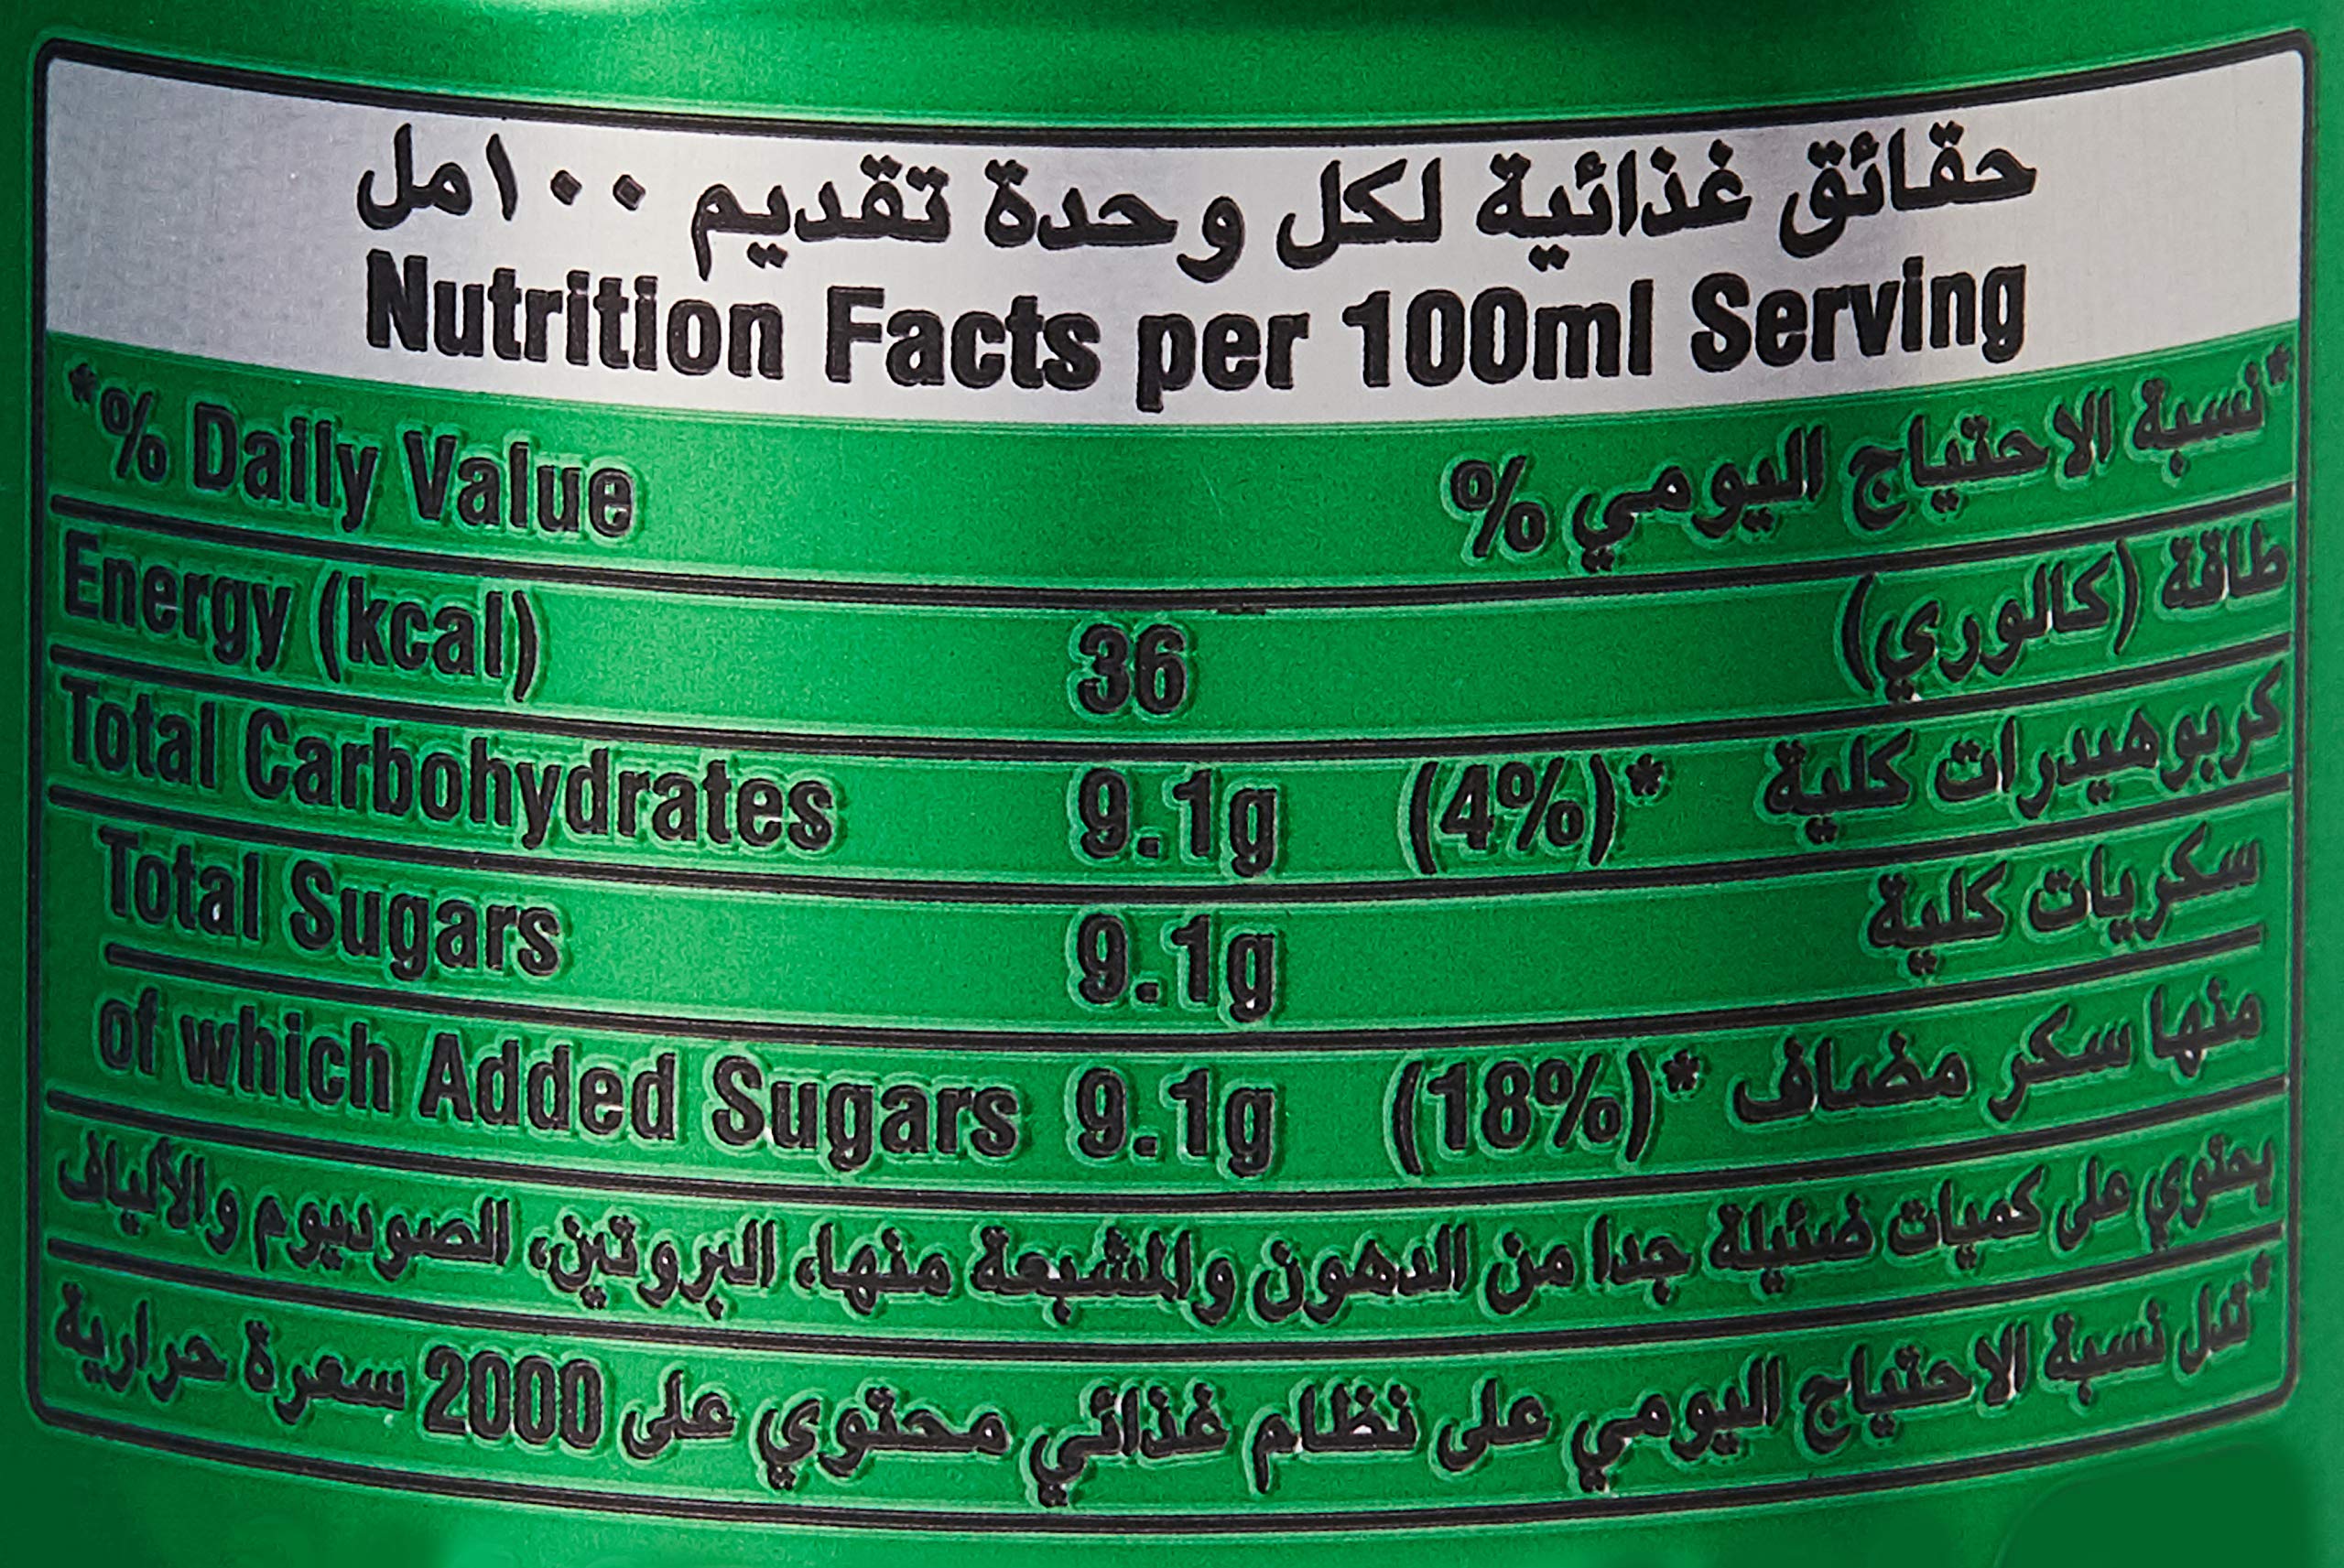 حقائق غذائية لكل وحدة تقديم ١٠٠مل
Nutrition Facts per 100ml Serving
*% Daily Value *نسبة الاحتياج اليومي %
Energy (kcal) 36 طاقة (كالوري)
Total Carbohydrates 9.1g (4%)* كربوهيدرات كلية
Total Sugars 9.1g سكريات كلية
of which Added Sugars 9.1g (18%)* منها سكر مضاف
يحتوي على كميات ضئيلة جدا من الدهون والمشبعة منها، البروتين، الصوديوم والألياف
*تدل نسبة الاحتياج اليومي على نظام غذائي محتوي على 2000 سعرة حرارية